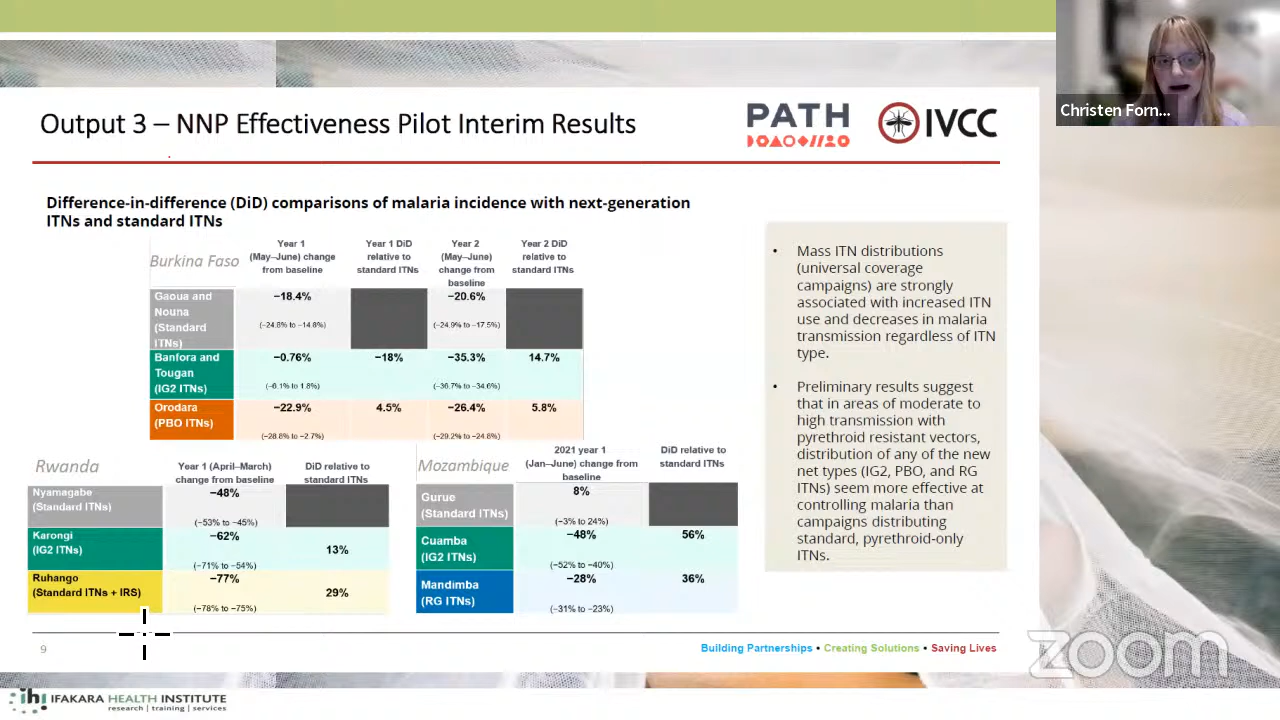 Christen Forn...
Output 3 – NNP Effectiveness Pilot Interim Results
PATH
IVCC
Difference-in-difference (DiD) comparisons of malaria incidence with next-generation
ITNs and standard ITNs
Burkina Faso
Year 1
(May–June) change
from baseline
Year 1 DiD
relative to
standard ITNs
Year 2
(May–June)
change from
baseline
Year 2 DiD
relative to
standard ITNs
Gaoua and
Nouna
(Standard
ITNs)
−18.4%
(−24.8% to −14.8%)
−20.6%
(−24.9% to −17.5%)
Banfora and
Tougan
(IG2 ITNs)
−0.76%
(−6.1% to 1.8%)
−18%
−35.3%
(−36.7% to −34.6%)
14.7%
Orodara
(PBO ITNs)
−22.9%
(−28.8% to −2.7%)
4.5%
−26.4%
(−29.2% to −24.8%)
5.8%
Rwanda
Year 1 (April–March)
change from baseline
DiD relative to
standard ITNs
Nyamagabe
(Standard ITNs)
−48%
(−53% to −45%)
Karongi
(IG2 ITNs)
−62%
(−71% to −54%)
13%
Ruhango
(Standard ITNs + IRS)
−77%
(−78% to −75%)
29%
Mozambique
2021 year 1
(Jan–June) change from
baseline
DiD relative to
standard ITNs
Gurue
(Standard ITNs)
8%
(−3% to 24%)
Cuamba
(IG2 ITNs)
−48%
(−52% to −40%)
56%
Mandimba
(RG ITNs)
−28%
(−31% to −23%)
36%
• Mass ITN distributions
(universal coverage
campaigns) are strongly
associated with increased ITN
use and decreases in malaria
transmission regardless of ITN
type.
• Preliminary results suggest
that in areas of moderate to
high transmission with
pyrethroid resistant vectors,
distribution of any of the new
net types (IG2, PBO, and RG
ITNs) seem more effective at
controlling malaria than
campaigns distributing
standard, pyrethroid-only
ITNs.
9
Building Partnerships • Creating Solutions • Saving Lives
zoom
ihi IFAKARA HEALTH INSTITUTE
research | training | services